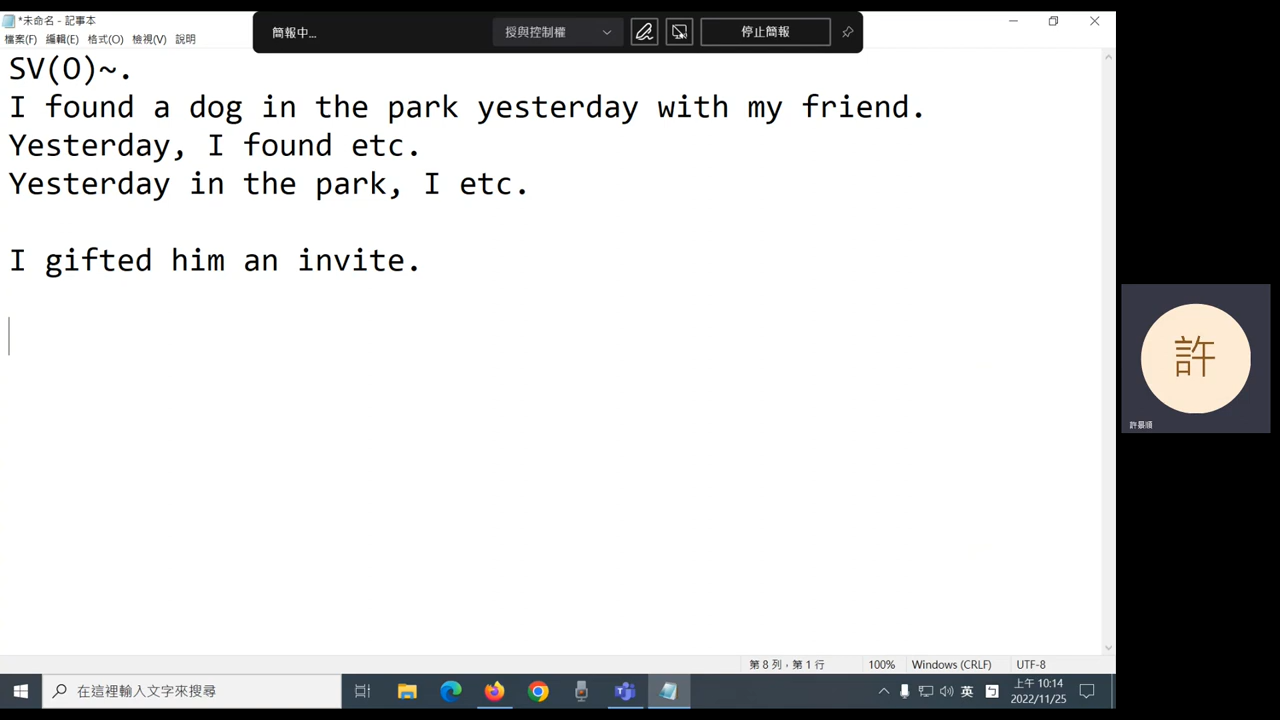 *未命名 - 記事本
檔案(F) 編輯(E) 格式(O) 檢視(V) 說明
簡報中...
授與控制權
停止簡報
SV(O)~.
I found a dog in the park yesterday with my friend.
Yesterday, I found etc.
Yesterday in the park, I etc.
I gifted him an invite.
許
許景順
第 8 列，第 1 行
100%
Windows (CRLF)
UTF-8
在這裡輸入文字來搜尋
英
上午 10:14
2022/11/25